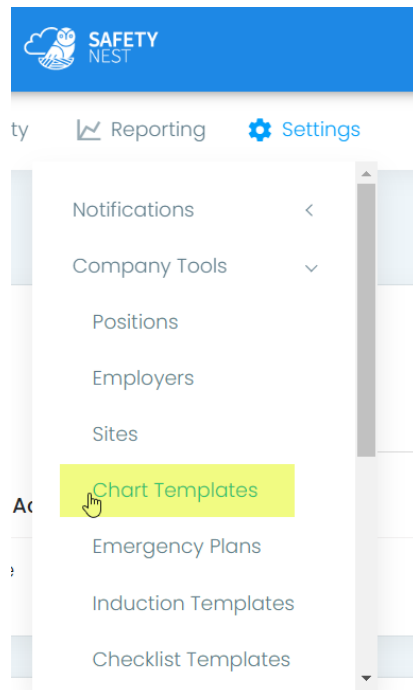 SAFETY
NEST
ty Reporting Settings
Notifications
Company Tools
Positions
Employers
Sites
Chart Templates
Ac
Emergency Plans
Induction Templates
Checklist Templates